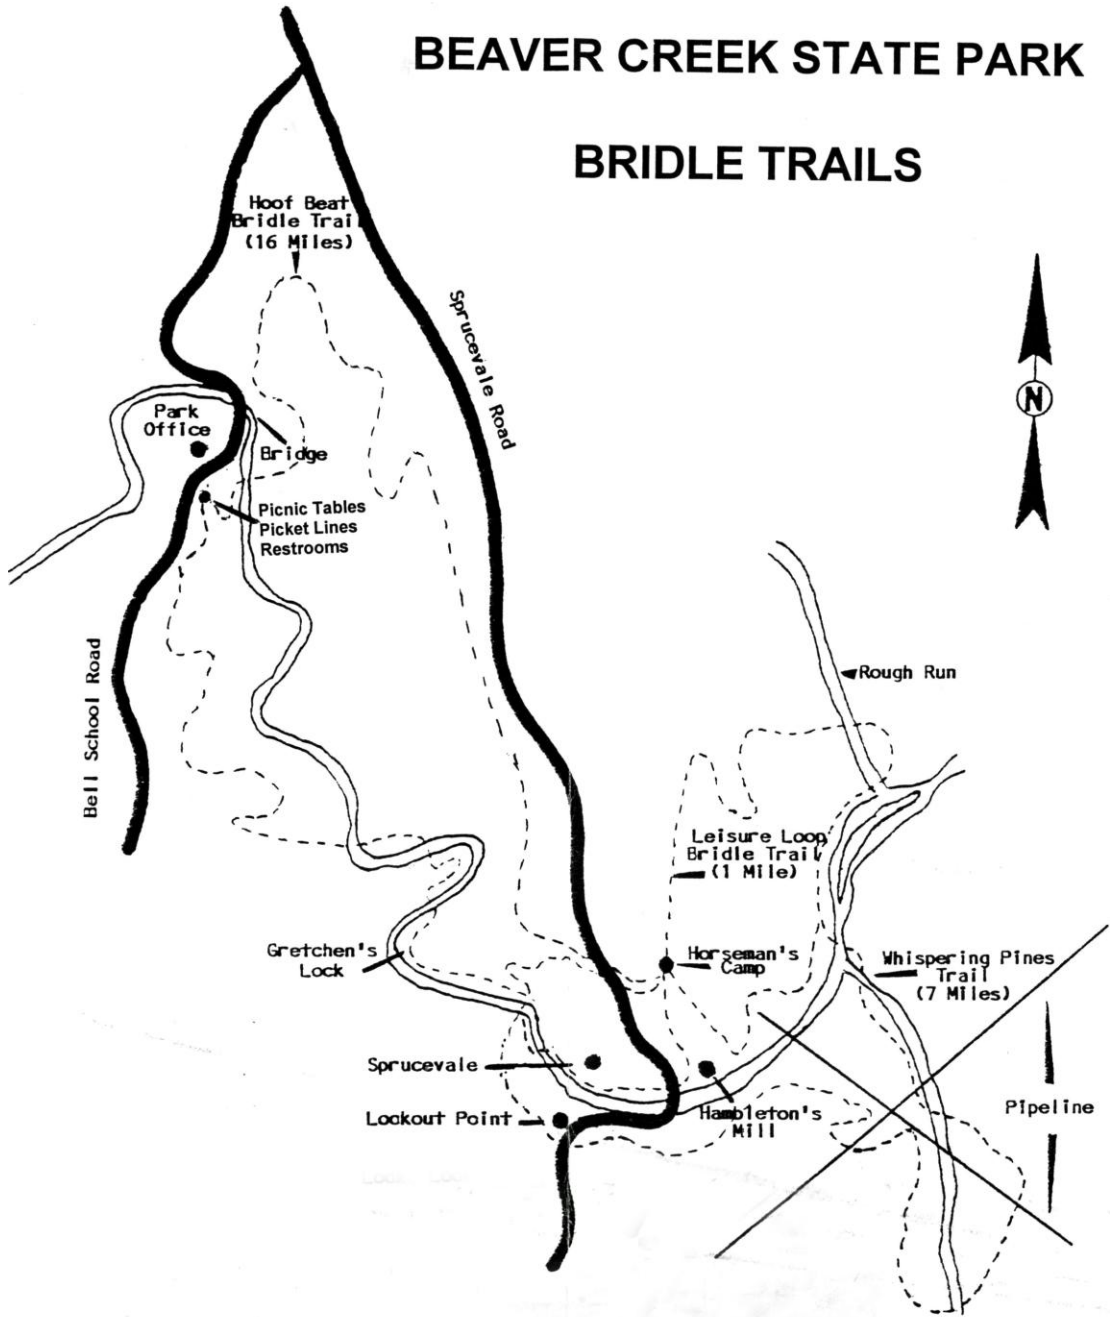 BEAVER CREEK STATE PARK
BRIDLE TRAILS
Hoof Beat
Bridle Trail
(16 Miles)
Sprucevale Road
N
Park
Office
Bridge
Picnic Tables
Picket Lines
Restrooms
Bell School Road
Rough Run
Leisure Loop
Bridle Trail
(1 Mile)
Gretchen's
Lock
Horseman's
Camp
Whispering Pines
Trail
(7 Miles)
Sprucevale
Lookout Point
Hambleton's
Mill
Pipeline